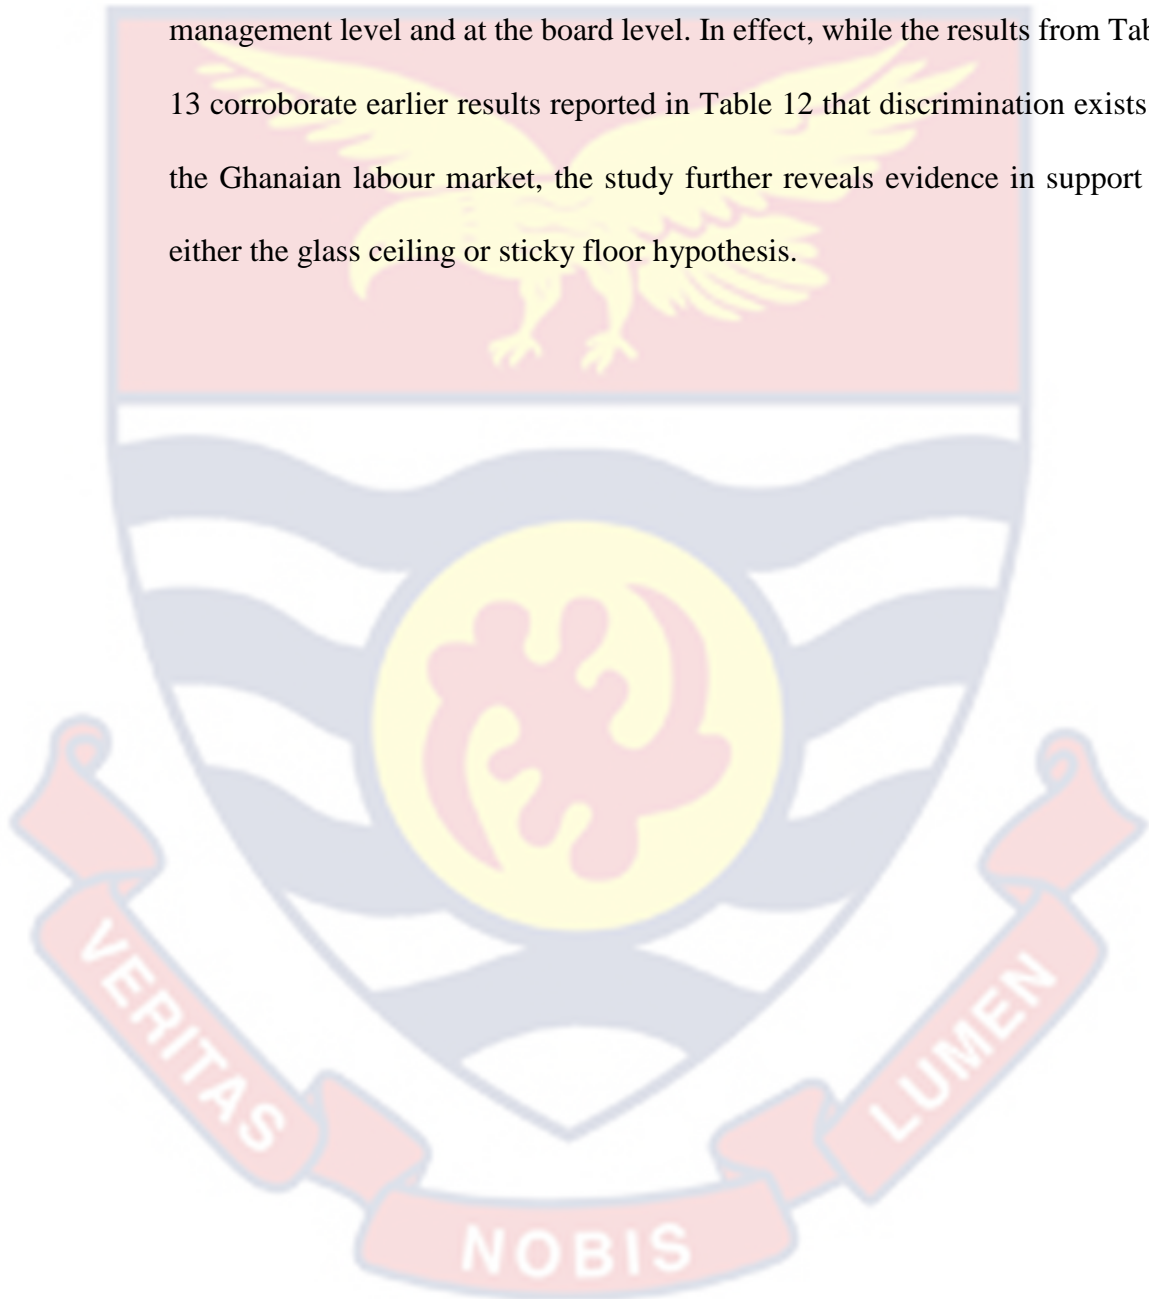 management level and at the board level. In effect, while the results from
13 corroborate earlier results reported in Table 12 that discrimination exists
the Ghanaian labour market, the study further reveals evidence in support
either the glass ceiling or sticky floor hypothesis.
VERITAS
NOBIS
LUMEN